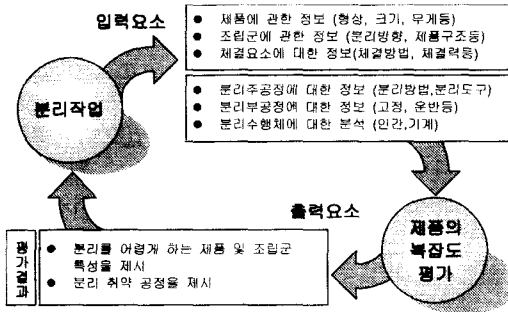 입력요소
● 제품에 관한 정보 (형상, 크기, 무게등)
● 조립군에 관한 정보 (분리방향, 제품구조등)
● 체결요소에 대한 정보(체결방법, 체결력등)
● 분리주공정에 대한 정보 (분리방법,분리도구)
● 분리부공정에 대한 정보 (고정, 운반등)
● 분리수행체에 대한 분석 (인간,기계)
분리작업
출력요소
제품의
복잡도
평가
평가결과
● 분리를 어렵게 하는 제품 및 조립군
특성을 제시
● 분리 취약 공정을 제시